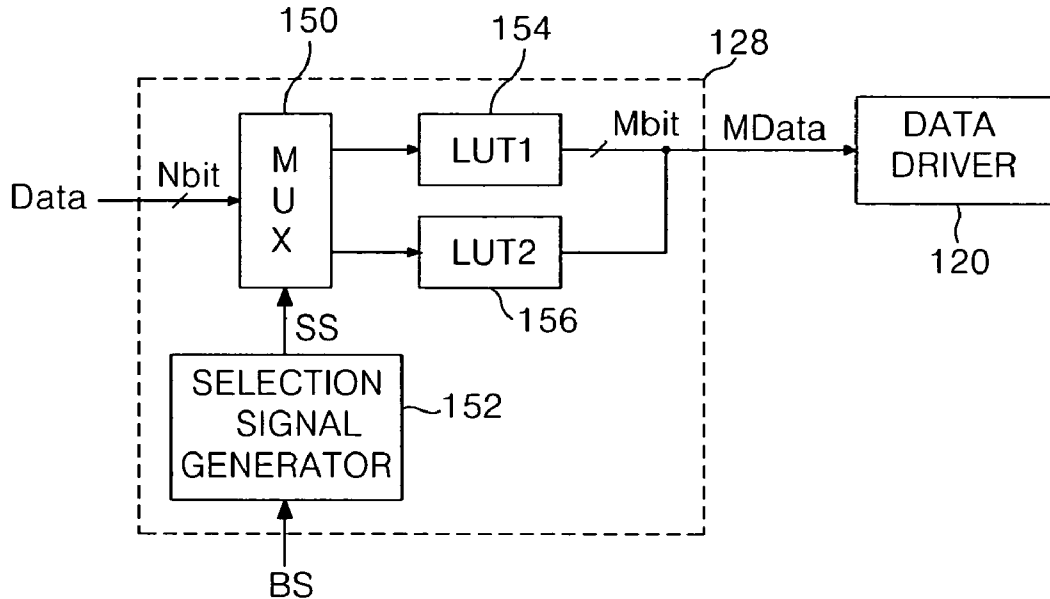 150
154
128
Nbit
M
U
X
LUT1
Mbit
MData
DATA
DRIVER
Data
LUT2
120
156
SS
SELECTION
SIGNAL
GENERATOR
152
BS